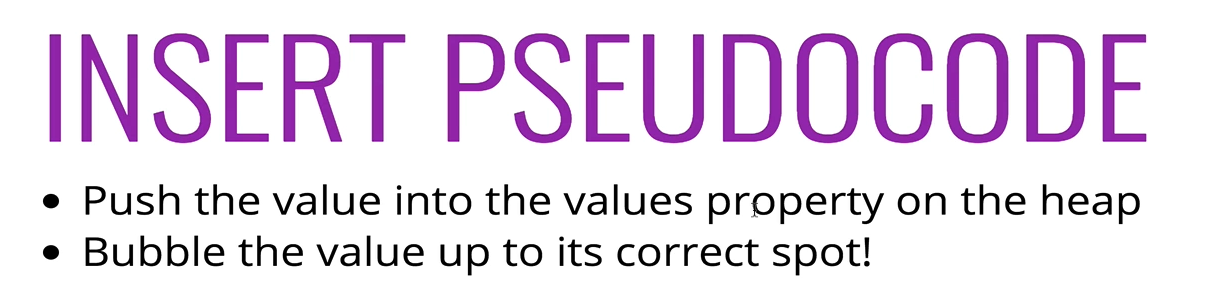 INSERT PSEUDOCODE
• Push the value into the values property on the heap
• Bubble the value up to its correct spot!